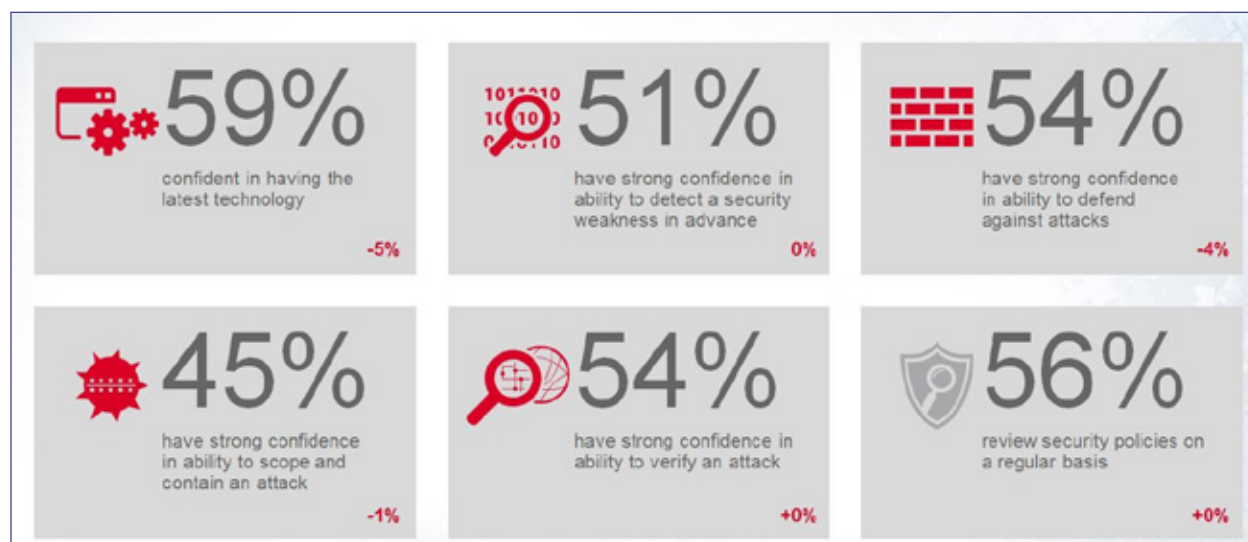 59%
confident in having the
latest technology
-5%
1011010
51%
have strong confidence in
ability to detect a security
weakness in advance
0%
54%
have strong confidence
in ability to defend
against attacks
-4%
45%
have strong confidence
in ability to scope and
contain an attack
-1%
54%
have strong confidence in
ability to verify an attack
+0%
56%
review security policies on
a regular basis
+0%